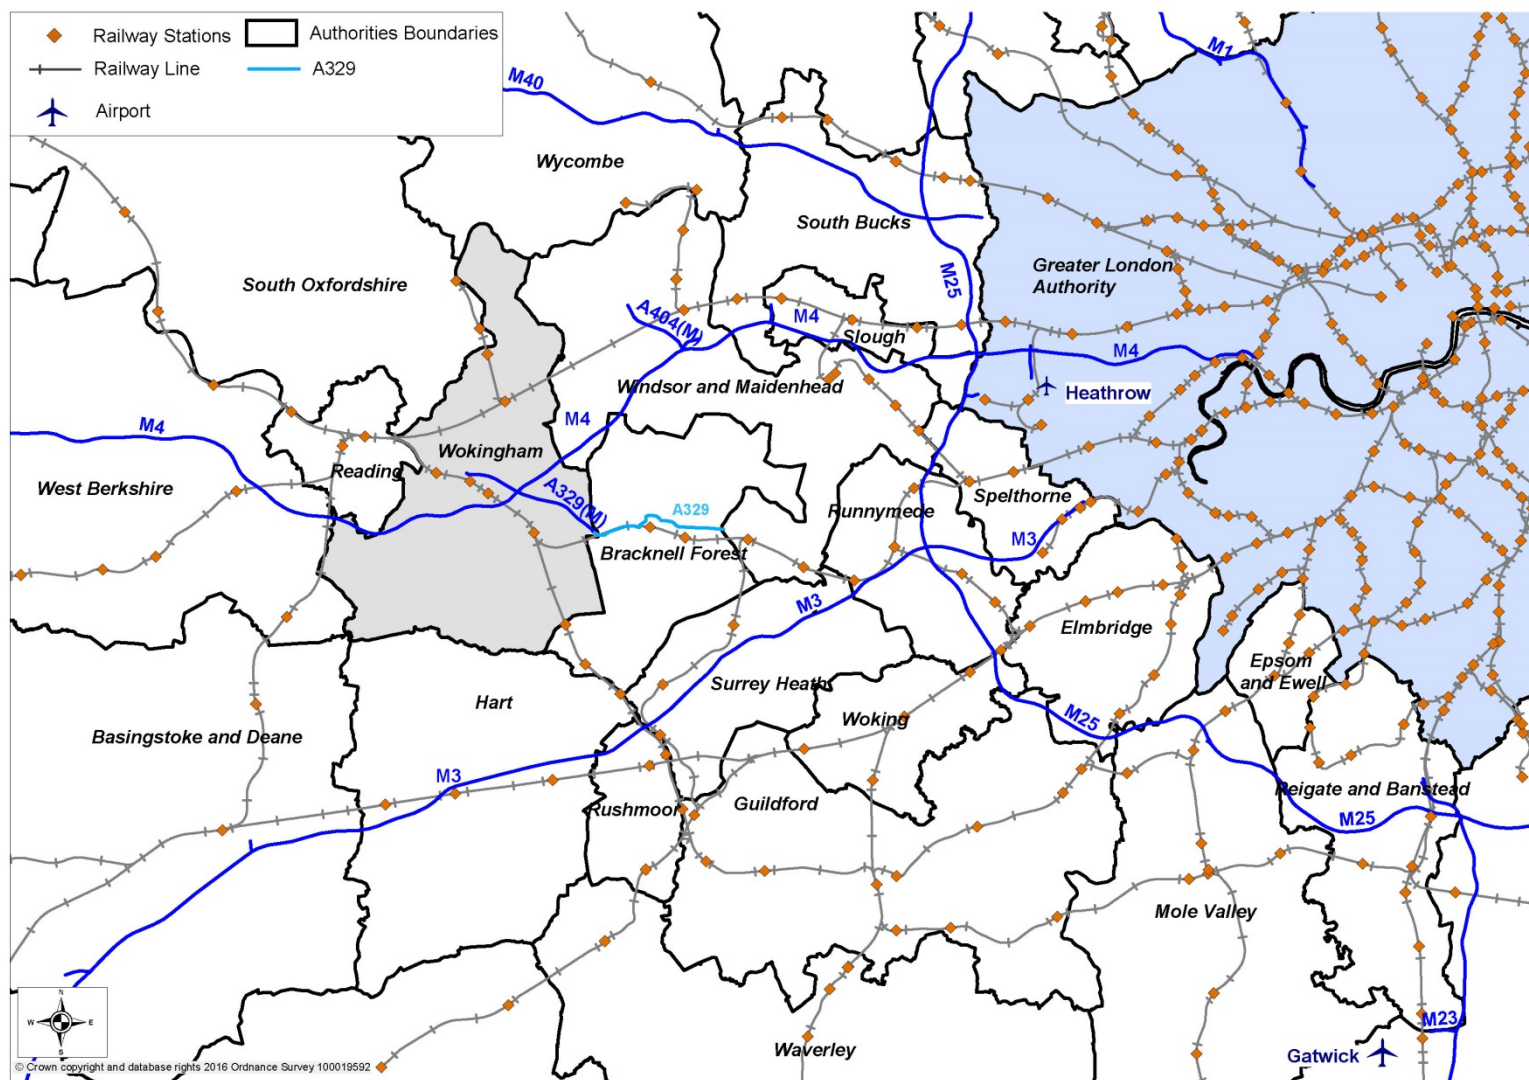 Railway Stations
Authorities Boundaries
Railway Line
A329
Airport
M40
M1
Wycombe
South Bucks
M25
Greater London
Authority
South Oxfordshire
A404(M)
M4
Slough
M4
Windsor and Maidenhead
Heathrow
M4
M4
Wokingham
Reading
West Berkshire
A329(M)
A329
Spelthorne
Runnymede
M3
Bracknell Forest
M3
Elmbridge
Epsom
and Ewell
Surrey Heath
Hart
Woking
M25
Basingstoke and Deane
M3
Rushmoor
Guildford
Reigate and Banstead
M25
Mole Valley
M23
Waverley
Gatwick
N
W
E
S
© Crown copyright and database rights 2016 Ordnance Survey 100019592